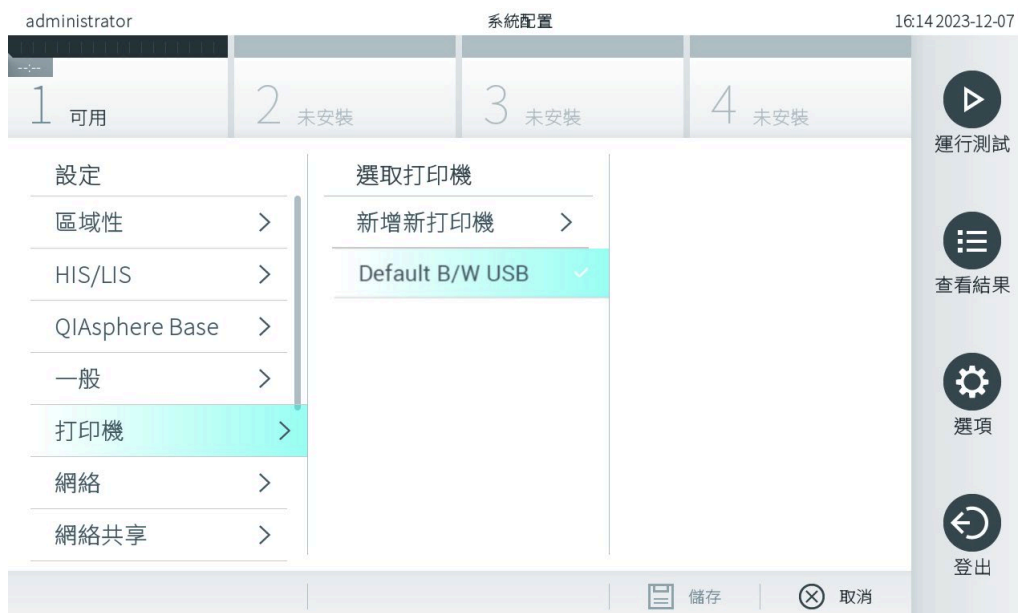 administrator 系統配置 16:14 2023-12-07
--:--
1 可用 2 未安裝 3 未安裝 4 未安裝
運行測試
設定 選取打印機
區域性 新增新打印機
HIS/LIS Default B/W USB
查看結果
QIAsphere Base
一般
打印機
選項
網絡
網絡共享
登出
儲存 取消